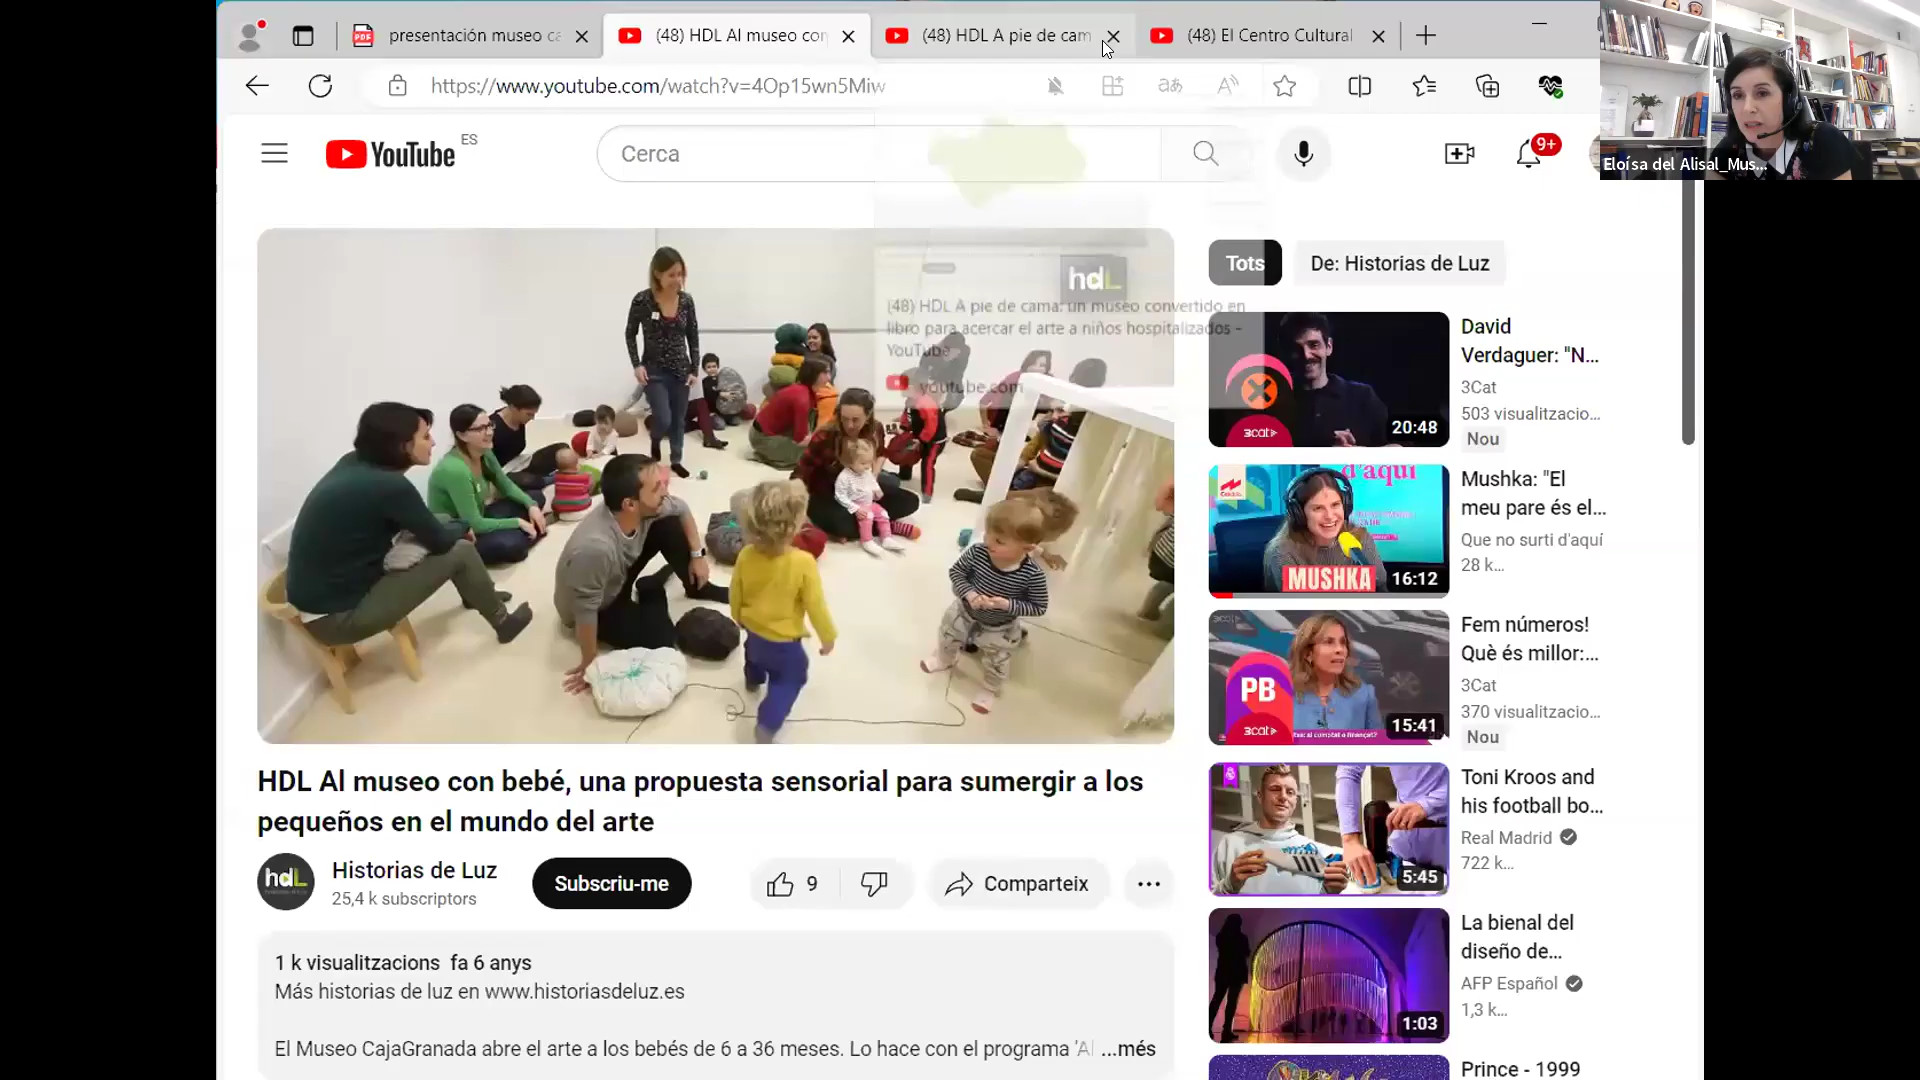 presentación museo ca
(48) HDL Al museo con
(48) HDL A pie de cam
(48) El Centro Cultural
https://www.youtube.com/watch?v=4Op15wn5Miw
YouTube ES
Cerca
9+
Eloísa del Alisal_Mus...
hdL
(48) HDL A pie de cama: un museo convertido en
libro para acercar el arte a niños hospitalizados -
YouTube
youtube.com
HDL Al museo con bebé, una propuesta sensorial para sumergir a los
pequeños en el mundo del arte
hdL
Historias de Luz
25,4 k subscriptors
Subscriu-me
9
Comparteix
1 k visualitzacions fa 6 anys
Más historias de luz en www.historiasdeluz.es
El Museo CajaGranada abre el arte a los bebés de 6 a 36 meses. Lo hace con el programa 'Al ...més
Tots
De: Historias de Luz
3cat
20:48
David
Verdaguer: "N...
3Cat
503 visualitzacio...
Nou
d'aquí
MUSHKA
16:12
Mushka: "El
meu pare és el...
Que no surti d'aquí
28 k...
PB
3cat
15:41
Fem números!
Què és millor:...
3Cat
370 visualitzacio...
Nou
5:45
Toni Kroos and
his football bo...
Real Madrid
722 k...
1:03
La bienal del
diseño de...
AFP Español
1,3 k...
Prince - 1999